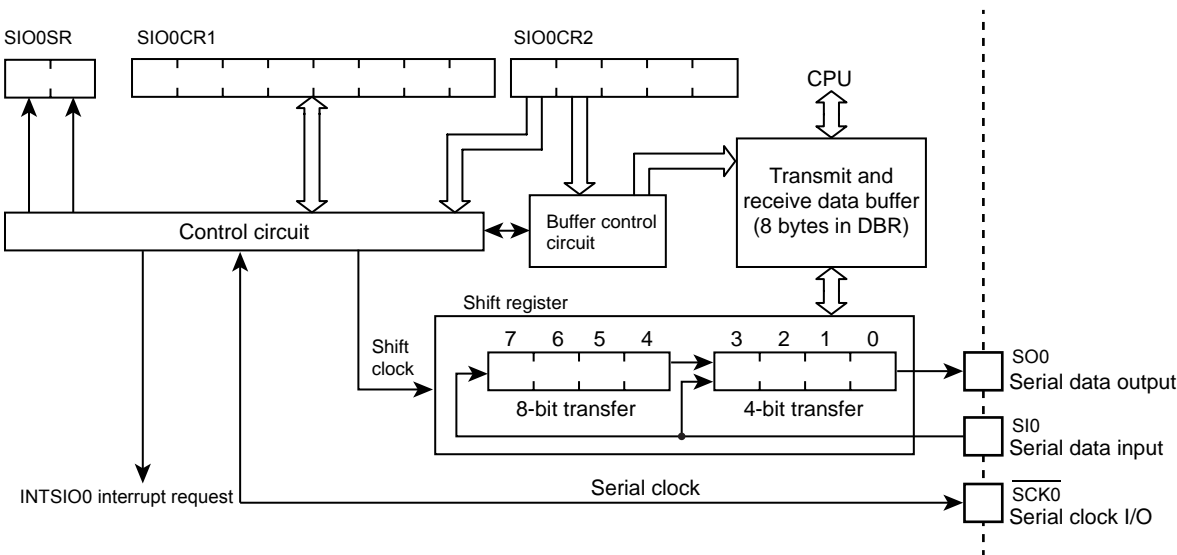 SIO0SR
SIO0CR1
SIO0CR2
CPU
Transmit and
receive data buffer
(8 bytes in DBR)
Control circuit
Buffer control
circuit
Shift register
7 6 5 4 3 2 1 0
Shift
clock
8-bit transfer
4-bit transfer
SO0
Serial data output
SI0
Serial data input
INTSIO0 interrupt request
Serial clock
SCK0
Serial clock I/O